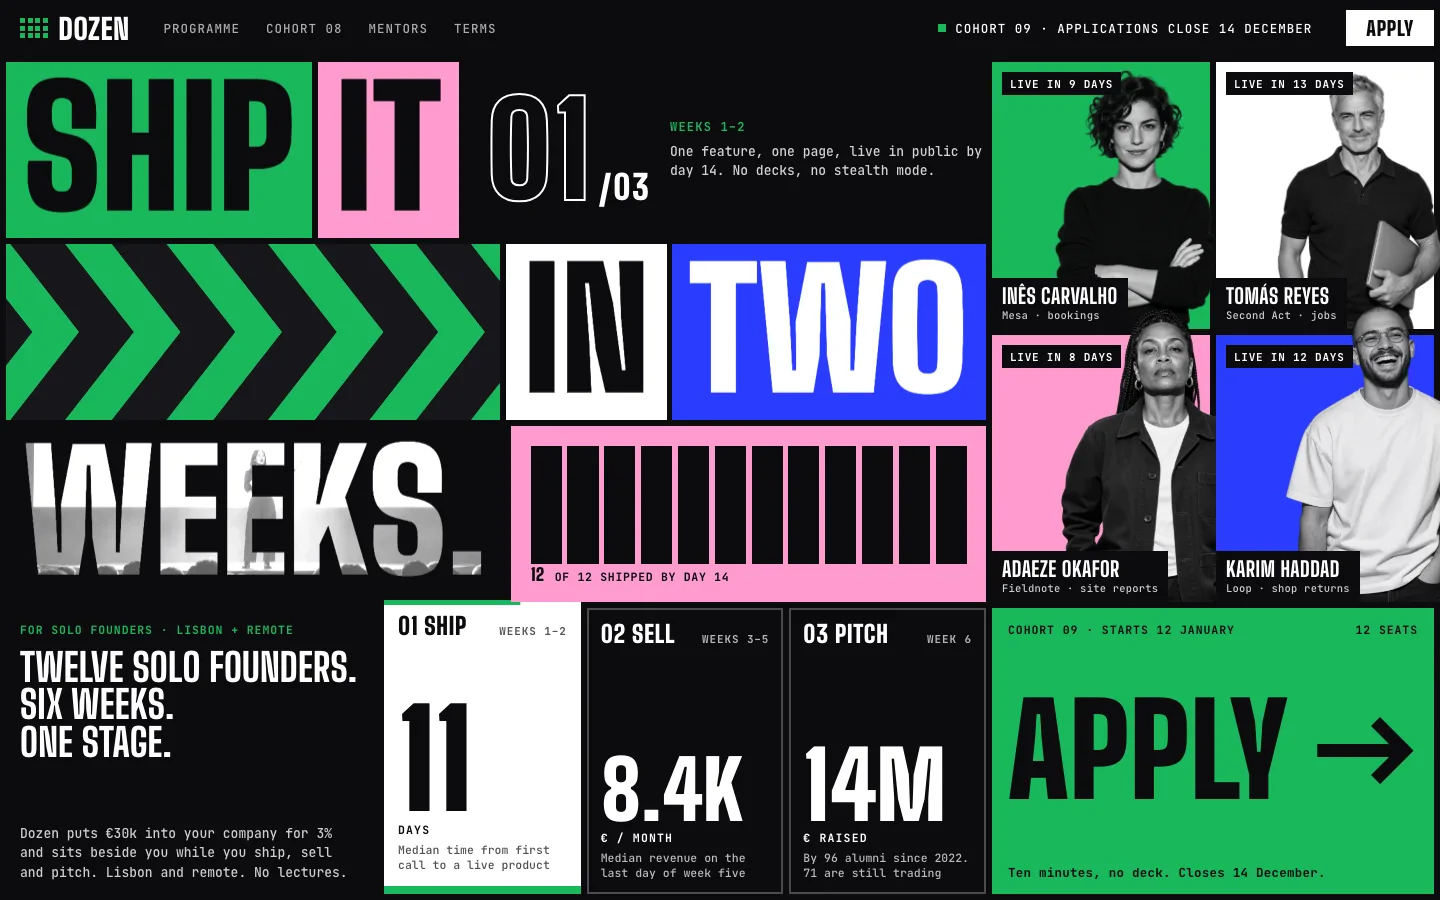 DOZEN
PROGRAMME
COHORT 08
MENTORS
TERMS
COHORT 09 · APPLICATIONS CLOSE 14 DECEMBER
APPLY
SHIP IT
01/03
WEEKS 1–2
One feature, one page, live in public by
day 14. No decks, no stealth mode.
IN TWO
WEEKS.
12 OF 12 SHIPPED BY DAY 14
LIVE IN 9 DAYS
INÊS CARVALHO
Mesa · bookings
LIVE IN 13 DAYS
TOMÁS REYES
Second Act · jobs
LIVE IN 8 DAYS
ADAEZE OKAFOR
Fieldnote · site reports
LIVE IN 12 DAYS
KARIM HADDAD
Loop · shop returns
FOR SOLO FOUNDERS · LISBON + REMOTE
TWELVE SOLO FOUNDERS.
SIX WEEKS.
ONE STAGE.
Dozen puts €30k into your company for 3%
and sits beside you while you ship, sell
and pitch. Lisbon and remote. No lectures.
01 SHIP
WEEKS 1–2
11
DAYS
Median time from first
call to a live product
02 SELL
WEEKS 3–5
8.4K
€ / MONTH
Median revenue on the
last day of week five
03 PITCH
WEEK 6
14M
€ RAISED
By 96 alumni since 2022.
71 are still trading
COHORT 09 · STARTS 12 JANUARY
12 SEATS
APPLY →
Ten minutes, no deck. Closes 14 December.